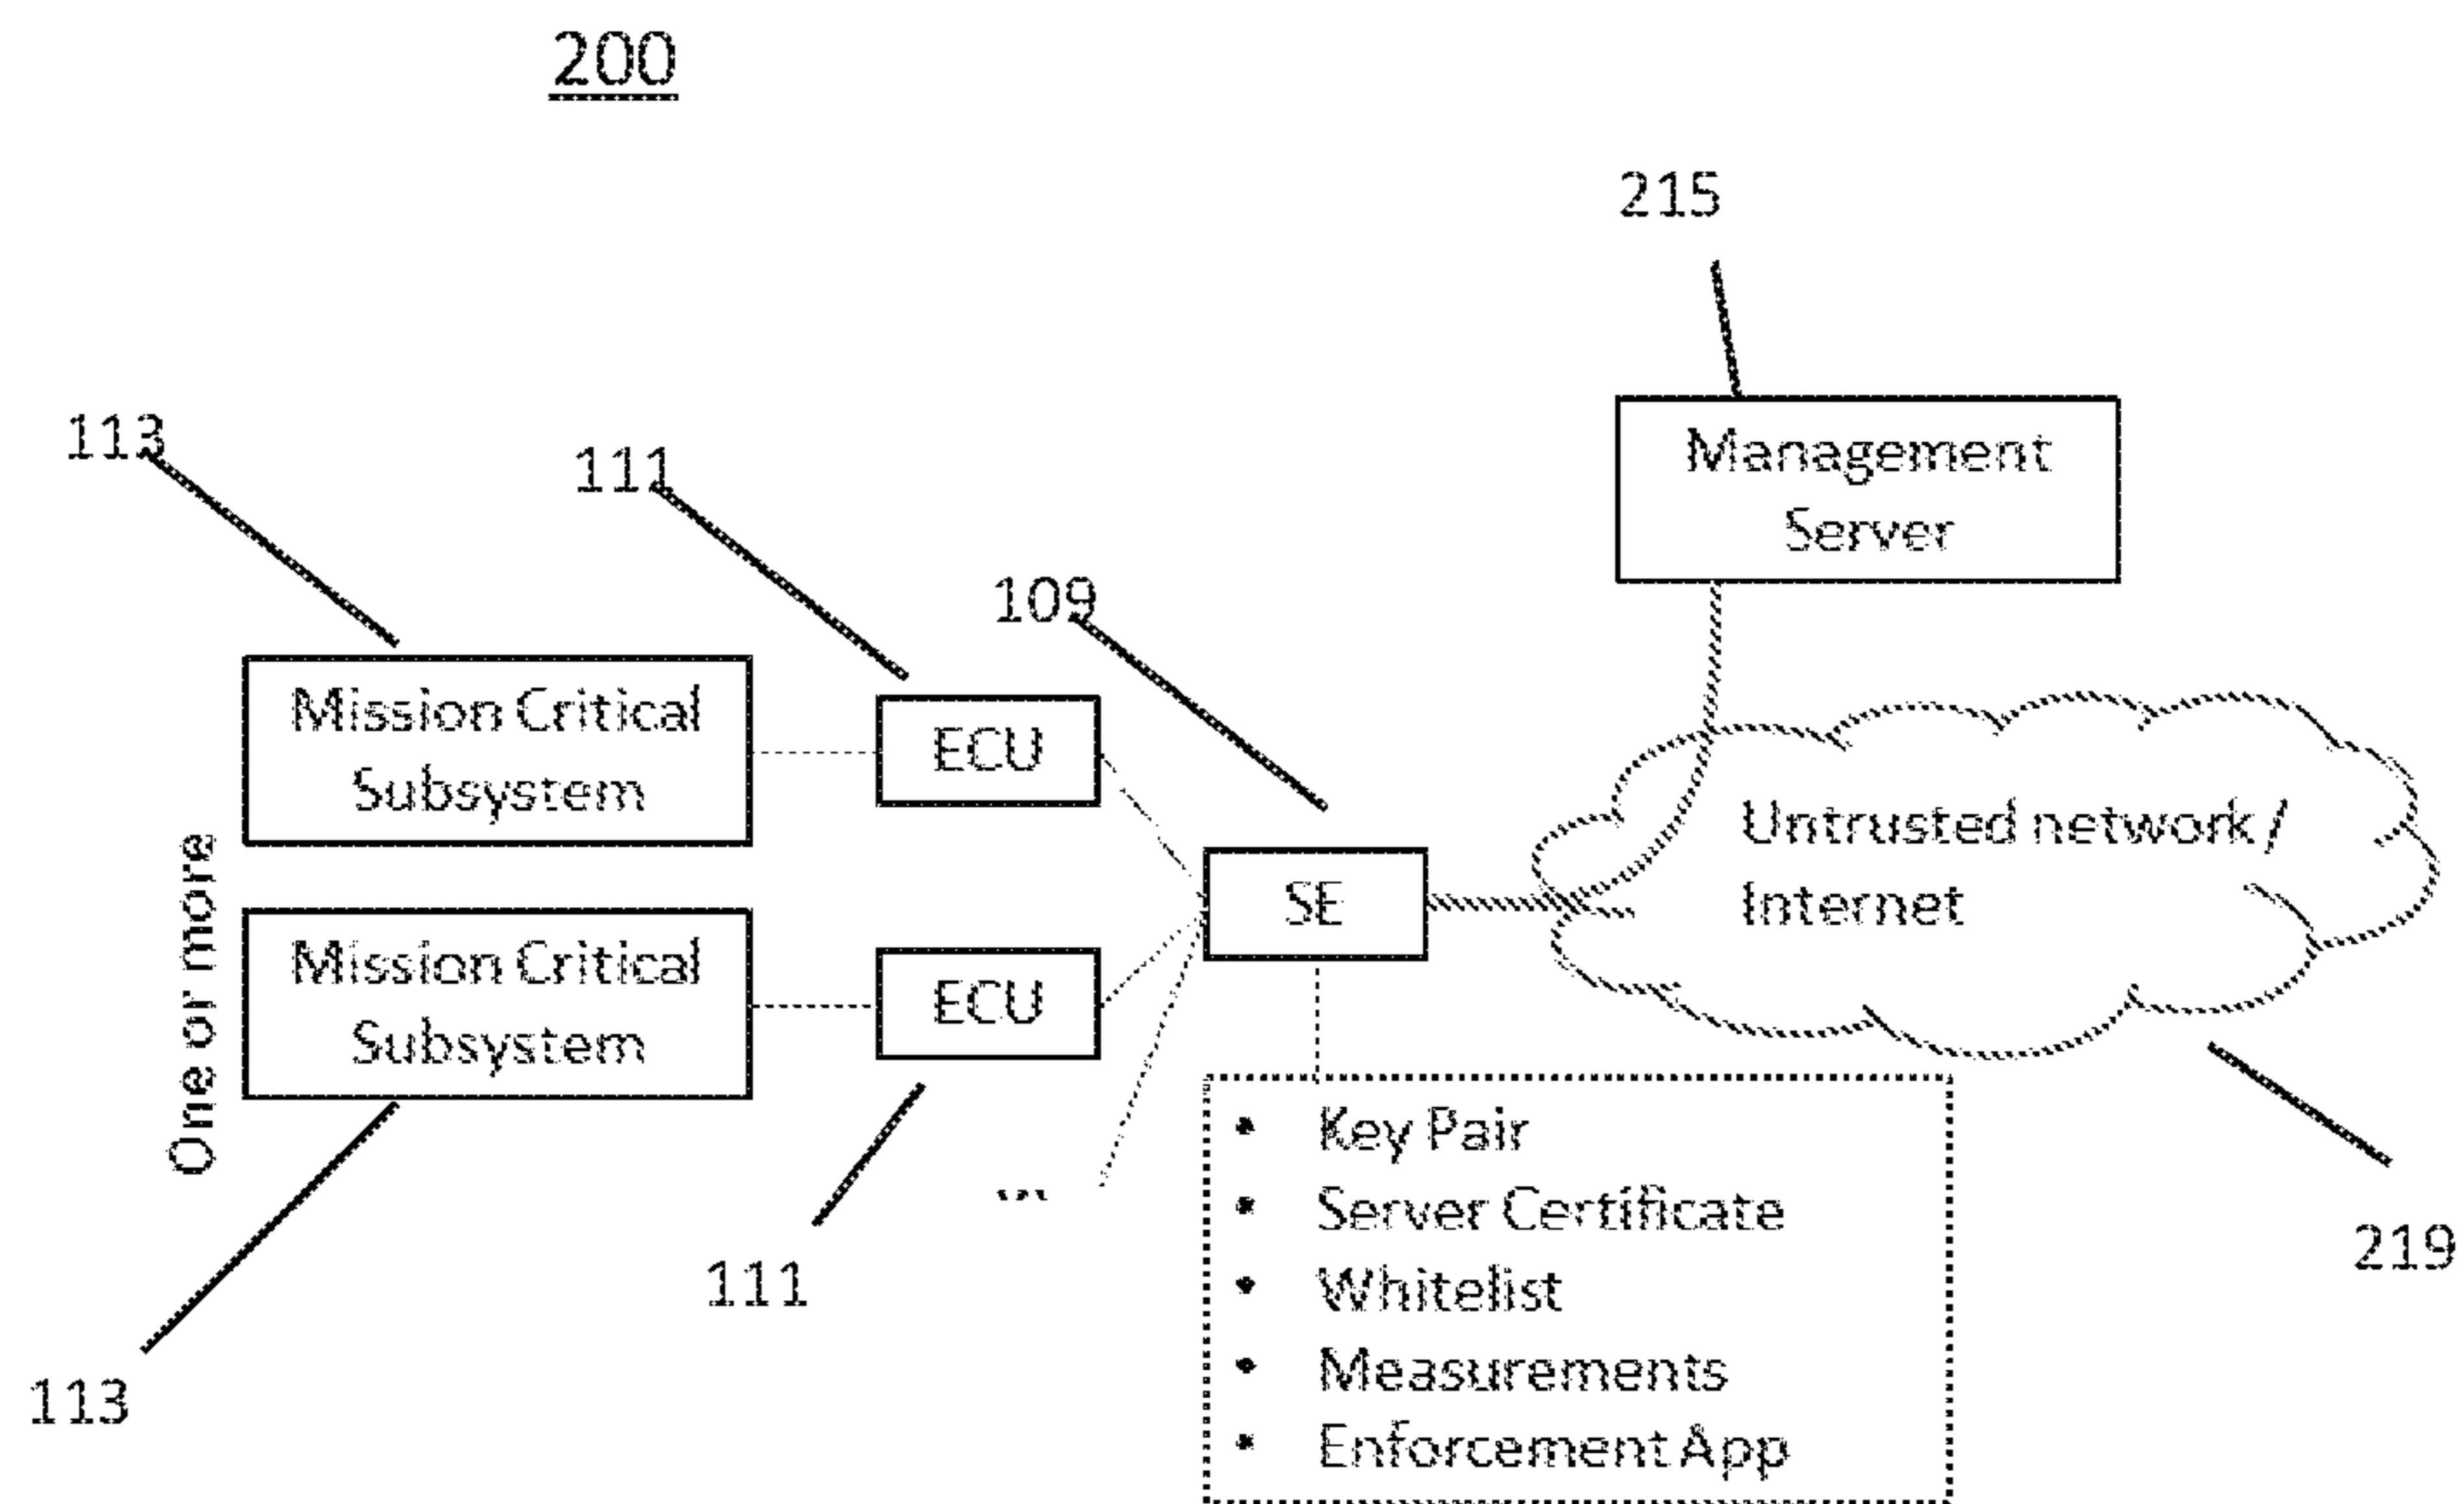 200
215
113
111
109
Management
Server
Mission Critical
Subsystem
ECU
Untrusted network /
Internet
SE
One or more
Mission Critical
Subsystem
ECU
...
• Key Pair
• Server Certificate
• Whitelist
• Measurements
• Enforcement App
111
219
113